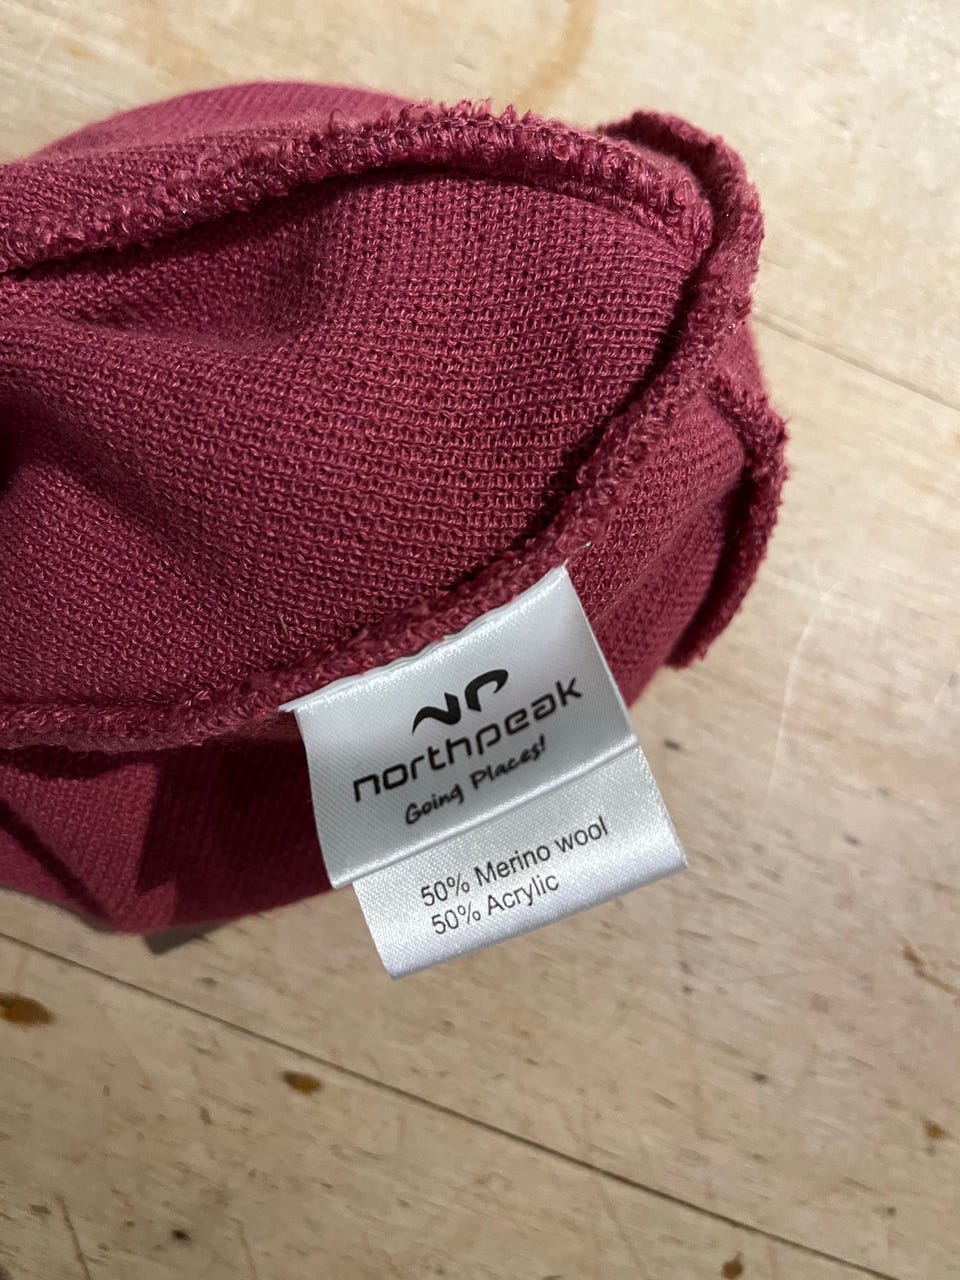 northpeak
Going Places!
50% Merino wool
50% Acrylic